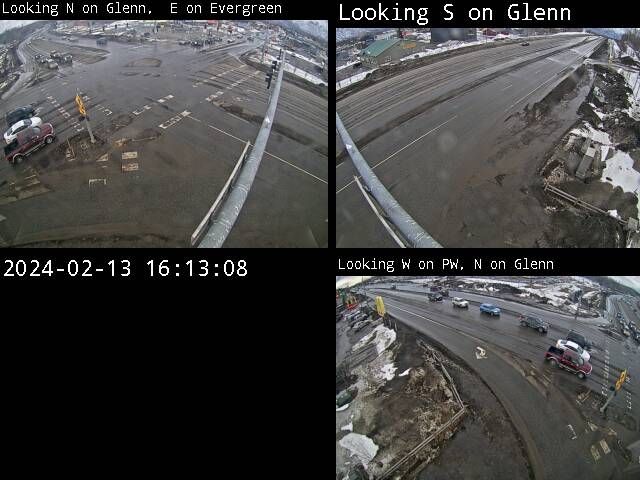 Looking N on Glenn, E on Evergreen
Looking S on Glenn
2024-02-13 16:13:08
Looking W on PW, N on Glenn